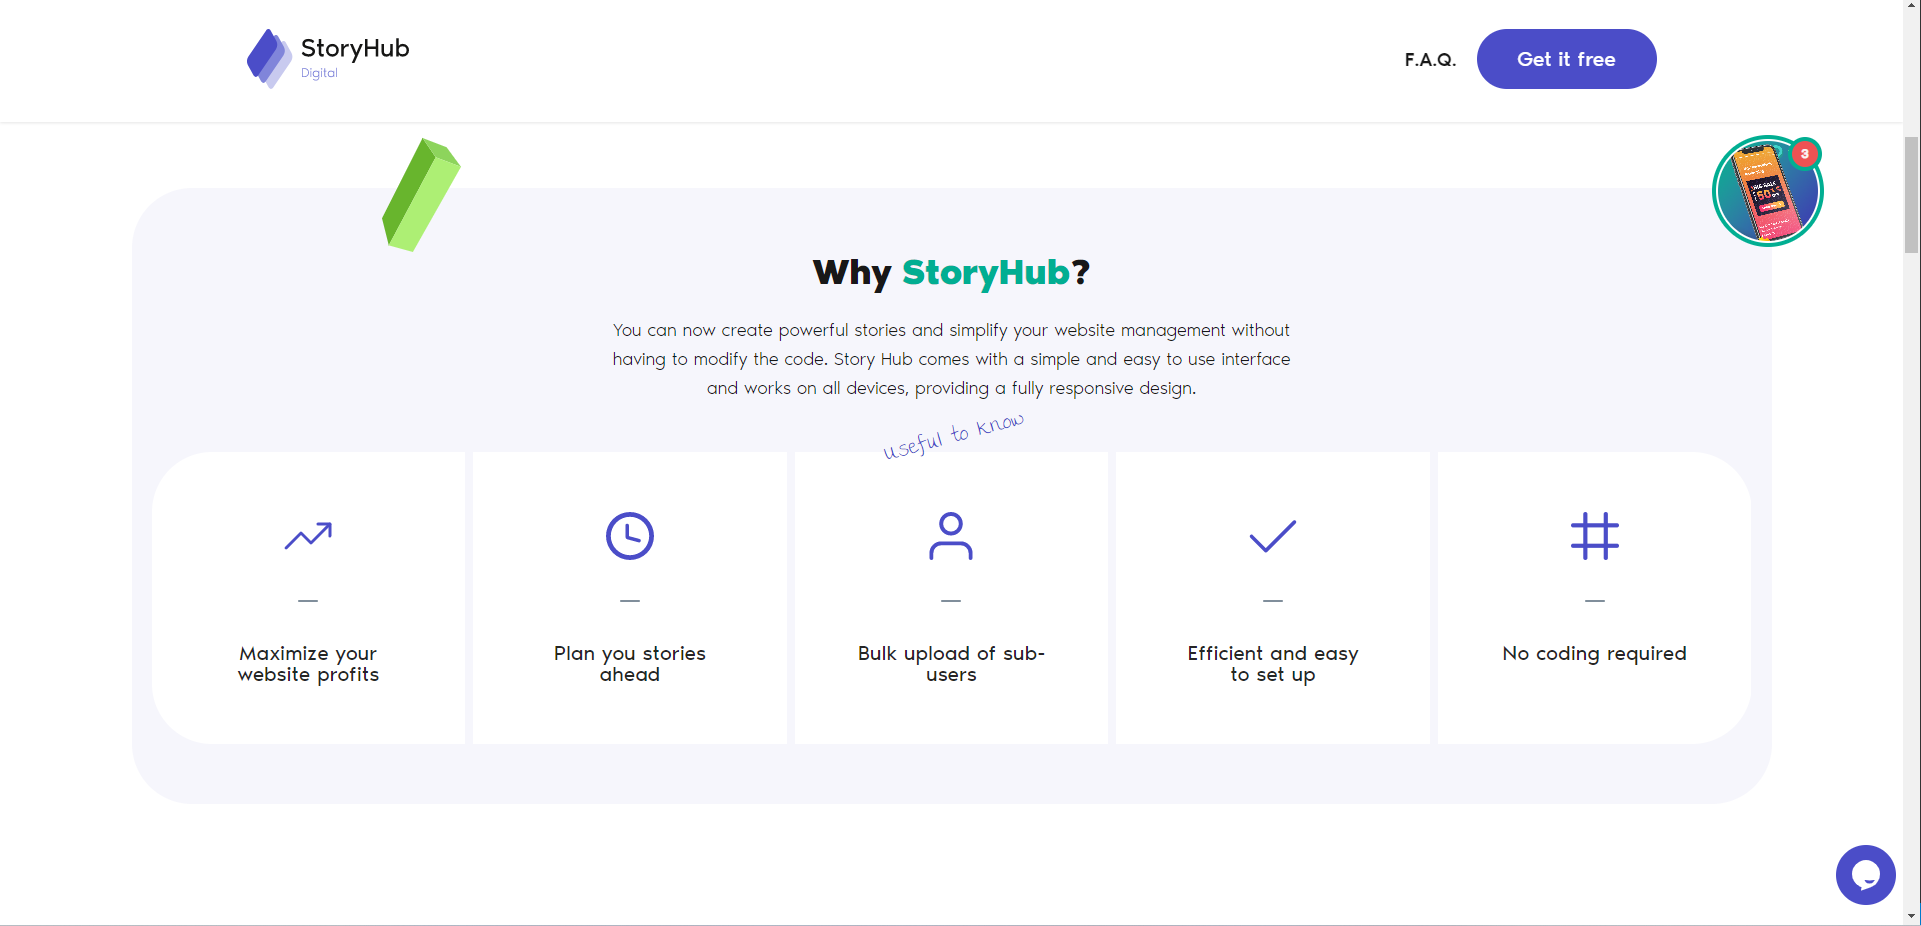 StoryHub
Digital
F.A.Q.
Get it free
3
Why StoryHub?
You can now create powerful stories and simplify your website management without
having to modify the code. Story Hub comes with a simple and easy to use interface
and works on all devices, providing a fully responsive design.
useful to know
Maximize your
website profits
Plan you stories
ahead
Bulk upload of sub-
users
Efficient and easy
to set up
No coding required